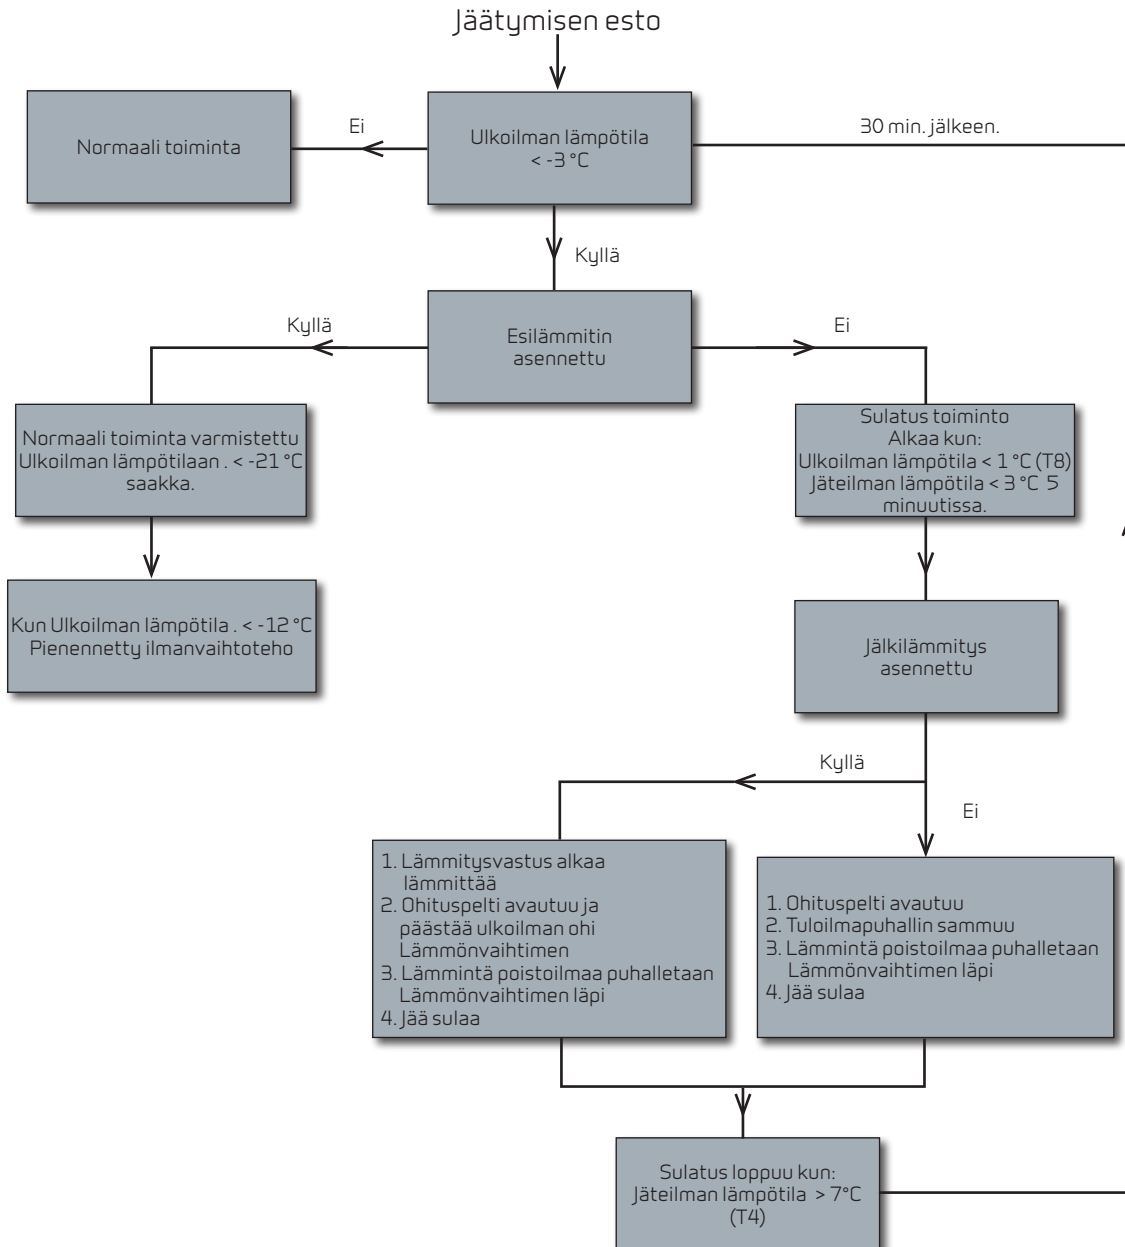 Jäätymisen esto
Normaali toiminta
Ei
Ulkoilman lämpötila
< -3 °C
30 min. jälkeen.
Kyllä
Kyllä
Esilämmitin
asennettu
Ei
Normaali toiminta varmistettu
Ulkoilman lämpötilaan . < -21 °C
saakka.
Sulatus toiminto
Alkaa kun:
Ulkoilman lämpötila < 1 °C (T8)
Jäteilman lämpötila < 3 °C 5
minuutissa.
Kun Ulkoilman lämpötila . < -12 °C
Pienennetty ilmanvaihtoteho
Jälkilämmitys
asennettu
Kyllä
Ei
1. Lämmitysvastus alkaa
lämmittää
2. Ohituspelti avautuu ja
päästää ulkoilman ohi
Lämmönvaihtimen
3. Lämmintä poistoilmaa puhalletaan
Lämmönvaihtimen läpi
4. Jää sulaa
1. Ohituspelti avautuu
2. Tuloilmapuhallin sammuu
3. Lämmintä poistoilmaa puhalletaan
Lämmönvaihtimen läpi
4. Jää sulaa
Sulatus loppuu kun:
Jäteilman lämpötila > 7°C
(T4)